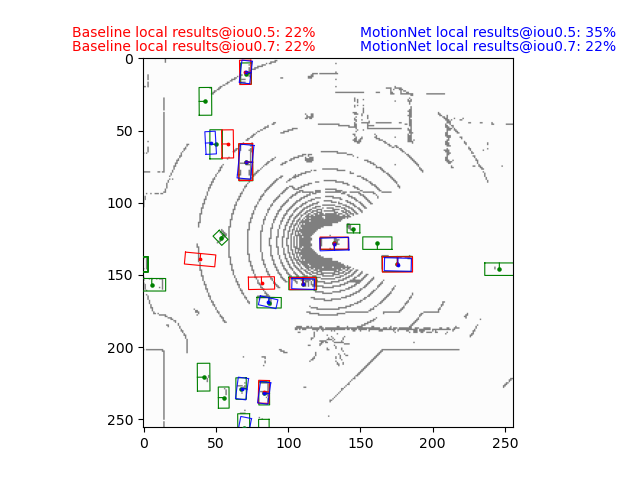 Baseline local results@iou0.5: 22%
Baseline local results@iou0.7: 22%
MotionNet local results@iou0.5: 35%
MotionNet local results@iou0.7: 22%
0
50
100
150
200
250
0 50 100 150 200 250